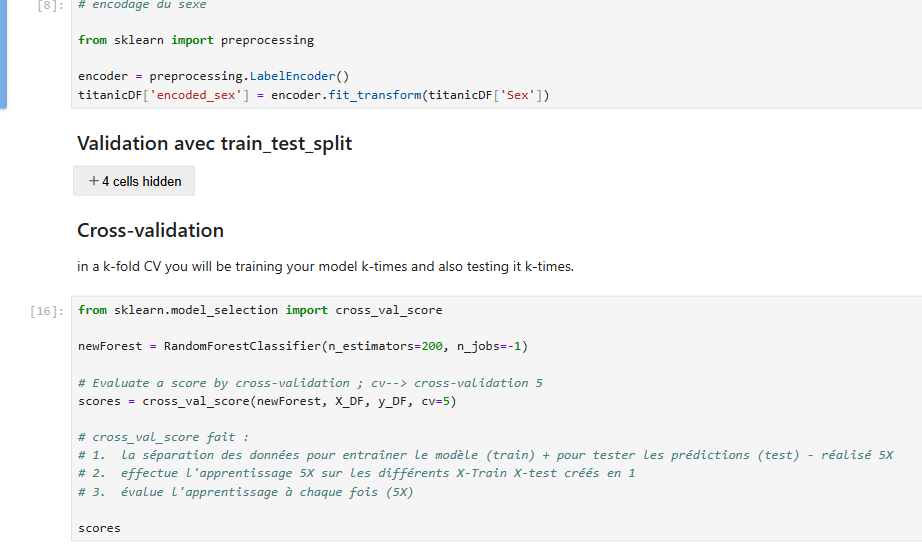 [8]: # encodage du sexe
from sklearn import preprocessing
encoder = preprocessing.LabelEncoder()
titanicDF['encoded_sex'] = encoder.fit_transform(titanicDF['Sex'])
Validation avec train_test_split
+ 4 cells hidden
Cross-validation
in a k-fold CV you will be training your model k-times and also testing it k-times.
[16]: from sklearn.model_selection import cross_val_score
newForest = RandomForestClassifier(n_estimators=200, n_jobs=-1)
# Evaluate a score by cross-validation ; cv--> cross-validation 5
scores = cross_val_score(newForest, X_DF, y_DF, cv=5)
# cross_val_score fait :
# 1.  la séparation des données pour entraîner le modèle (train) + pour tester les prédictions (test) - réalisé 5X
# 2.  effectue l'apprentissage 5X sur les différents X-Train X-test créés en 1
# 3.  évalue l'apprentissage à chaque fois (5X)
scores